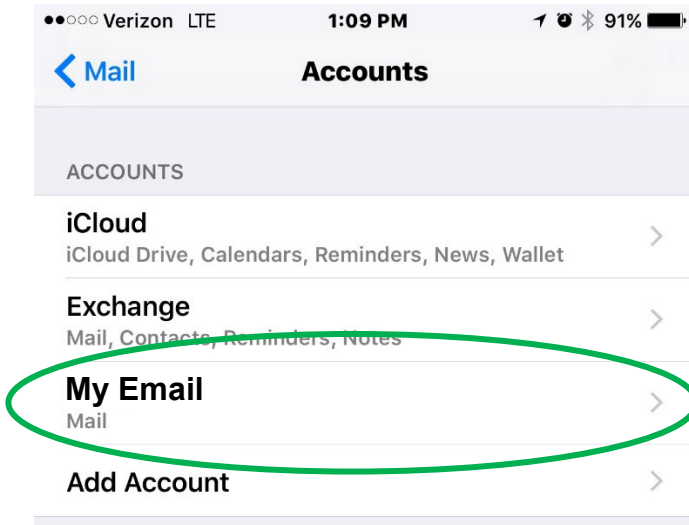 Verizon LTE 1:09 PM 91%
Mail Accounts
ACCOUNTS
iCloud
iCloud Drive, Calendars, Reminders, News, Wallet
Exchange
Mail, Contacts, Reminders, Notes
My Email
Mail
Add Account